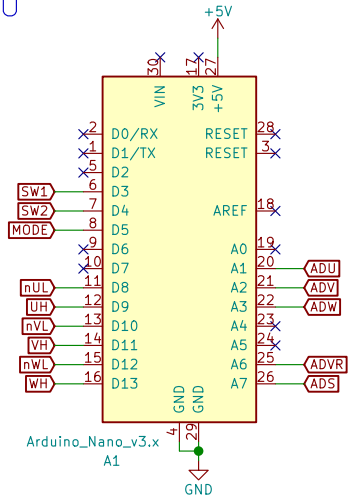 +5V
30 17 27
VIN 3V3 +5V
2 D0/RX RESET 28
1 D1/TX RESET 3
5 D2
SW1 6 D3
SW2 7 D4 AREF 18
MODE 8 D5
9 D6 A0 19
10 D7 A1 20 ADU
nUL 11 D8 A2 21 ADV
UH 12 D9 A3 22 ADW
nVL 13 D10 A4 23
VH 14 D11 A5 24
nWL 15 D12 A6 25 ADVR
WH 16 D13 A7 26 ADS
GND GND
4 29
Arduino_Nano_v3.x
A1
GND